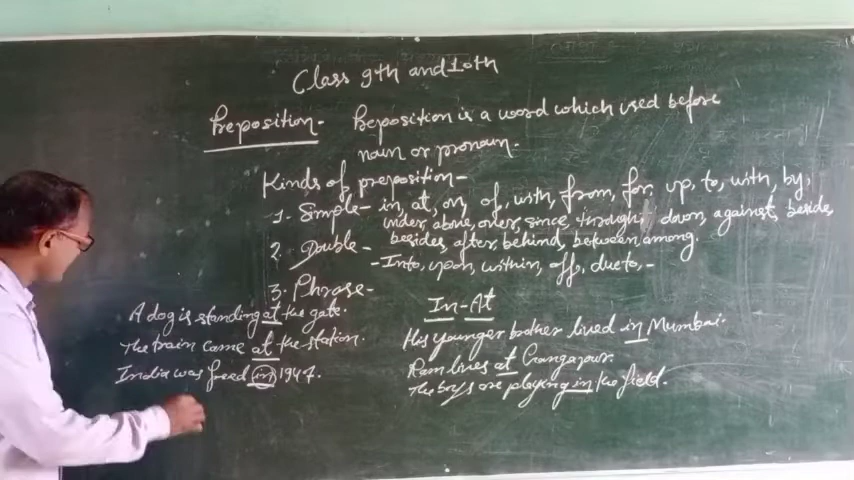 Class 9th and 10th
Preposition - Preposition is a word which used before
noun or pronoun.
Kinds of preposition -
1. Simple - in, at, on, of, with, from, for, up, to, with, by,
under, above, over, since, through, down, against, beside,
besides, after, behind, between, among.
2. Double -
- Into, upon, within, off, due to, -
3. Phrase -
In - At
A dog is standing at the gate.
The train came at the station.
India was freed in 1947.
His younger brother lived in Mumbai.
Ram lives at
The boys are playing in the field.